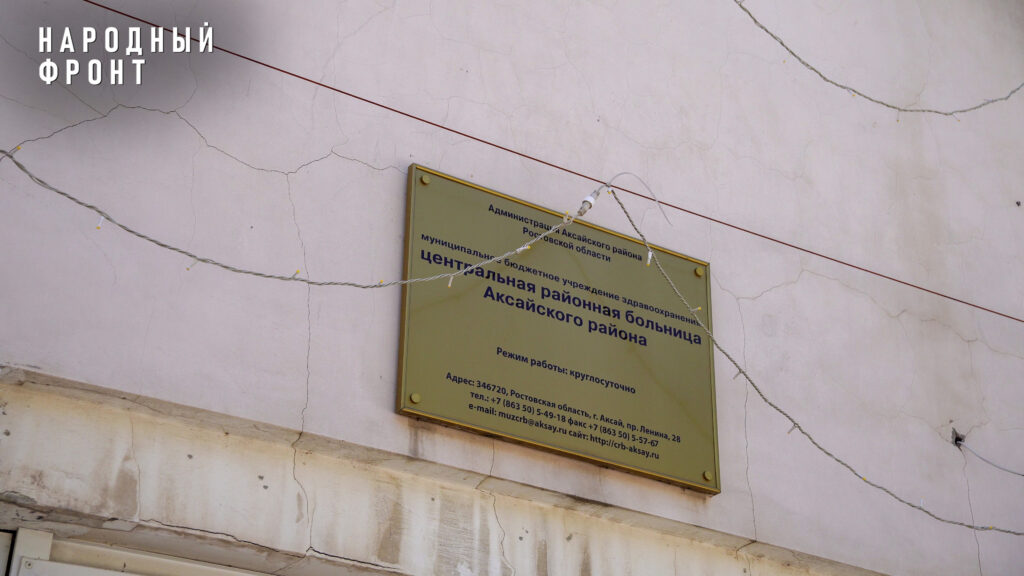 НАРОДНЫЙ
ФРОНТ
Администрация Аксайского района
Ростовской области
муниципальное бюджетное учреждение здравоохранения
центральная районная больница
Аксайского района
Режим работы: круглосуточно
Адрес: 346720, Ростовская область, г. Аксай, пр. Ленина, 28
тел.: +7 (863 50) 5-49-18 факс +7 (863 50) 5-57-67
e-mail: muzcrb@aksay.ru сайт: http://crb-aksay.ru